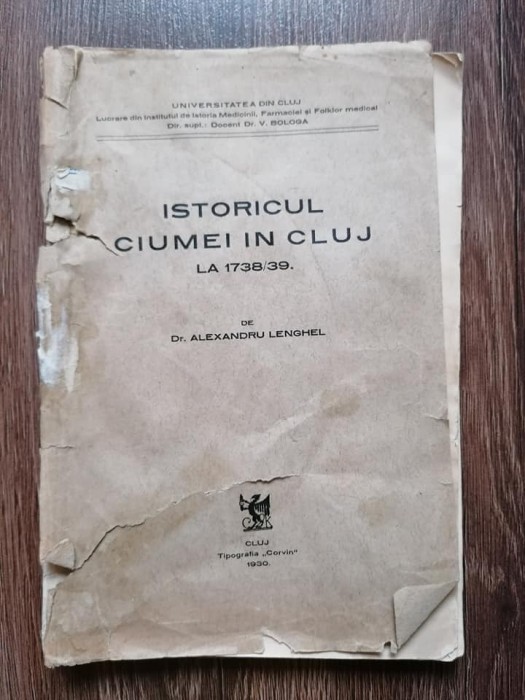 UNIVERSITATEA DIN CLUJ
Lucrare din Institutul de Istoria Medicinii, Farmaciei și Folklor medical
Dir. supl.: Docent Dr. V. BOLOGA
ISTORICUL
CIUMEI IN CLUJ
LA 1738/39.
DE
Dr. ALEXANDRU LENGHEL
C K
CLUJ
Tipografia „Corvin"
1930.